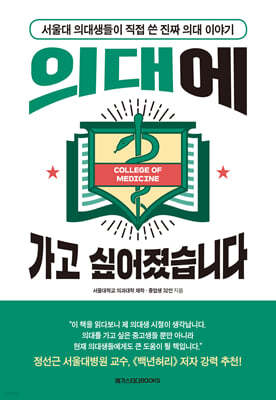 서울대 의대생들이 직접 쓴 진짜 의대 이야기
의대에
COLLEGE OF
MEDICINE
가고 싶어졌습니다
서울대학교 의과대학 재학·졸업생 32인 지음
"이 책을 읽다보니 제 의대생 시절이 생각납니다.
의대를 가고 싶은 중고생들 뿐만 아니라
현재 의대생들에게도 큰 도움이 될 책입니다."
정선근 서울대병원 교수, 《백년허리》 저자 강력 추천!
메가스터디BOOKS